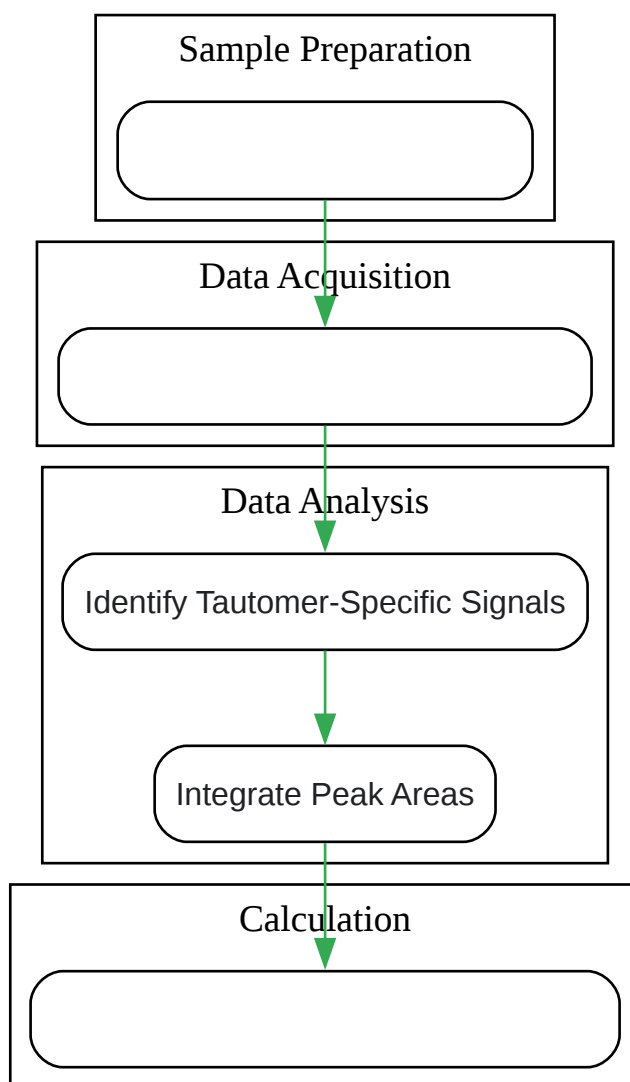 Sample Preparation
Data Acquisition
Data Analysis
Identify Tautomer-Specific Signals
Integrate Peak Areas
Calculation